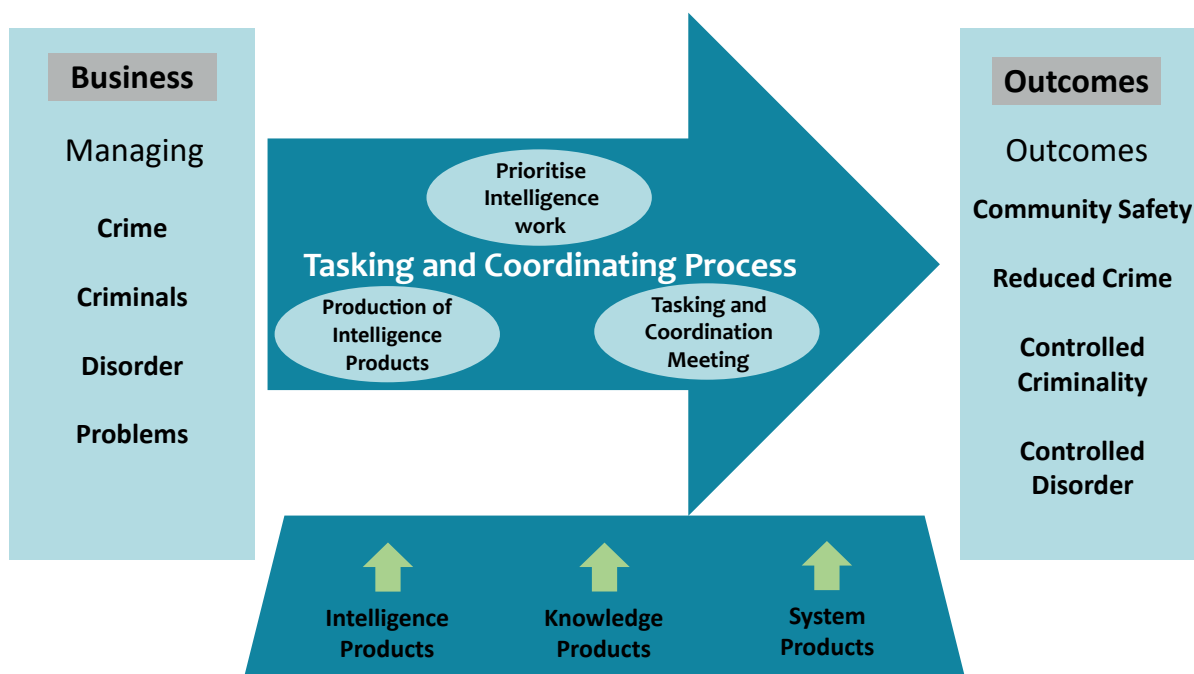 Business
Managing
Crime
Criminals
Disorder
Problems
Prioritise
Intelligence
work
Tasking and Coordinating Process
Production of
Intelligence
Products
Tasking and
Coordination
Meeting
Outcomes
Outcomes
Community Safety
Reduced Crime
Controlled
Criminality
Controlled
Disorder
Intelligence
Products
Knowledge
Products
System
Products